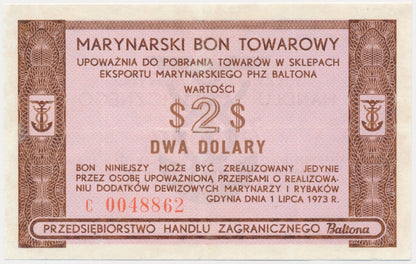 MARYNARSKI BON TOWAROWY
UPOWAŻNIA DO POBRANIA TOWARÓW W SKLEPACH
EKSPORTU MARYNARSKIEGO PHZ BALTONA
WARTOŚCI
$2$
DWA DOLARY
BON NINIEJSZY MOŻE BYĆ ZREALIZOWANY JEDYNIE
PRZEZ OSOBĘ UPOWAŻNIONĄ PRZEPISAMI O REALIZOWA-
NIU DODATKÓW DEWIZOWYCH MARYNARZY I RYBAKÓW
GDYNIA DNIA 1 LIPCA 1973 R.
C 0048862
PRZEDSIĘBIORSTWO HANDLU ZAGRANICZNEGO Baltona